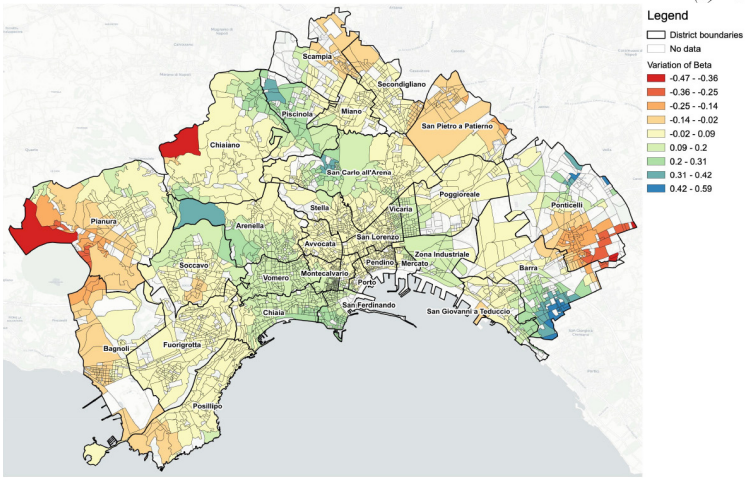 Legend
District boundaries
No data
Variation of Beta
-0.47 - -0.36
-0.36 - -0.25
-0.25 - -0.14
-0.14 - -0.02
-0.02 - 0.09
0.09 - 0.2
0.2 - 0.31
0.31 - 0.42
0.42 - 0.59
Scampia
Secondigliano
Piscinola
Miano
San Pietro a Patierno
Chiaiano
San Carlo all'Arena
Poggioreale
Ponticelli
Stella
Vicaria
Pianura
Arenella
Avvocata
San Lorenzo
Zona Industriale
Pendino
Mercato
Soccavo
Vomero
Montecalvario
Porto
Barra
San Ferdinando
Chiaia
San Giovanni a Teduccio
Bagnoli
Fuorigrotta
Posillipo